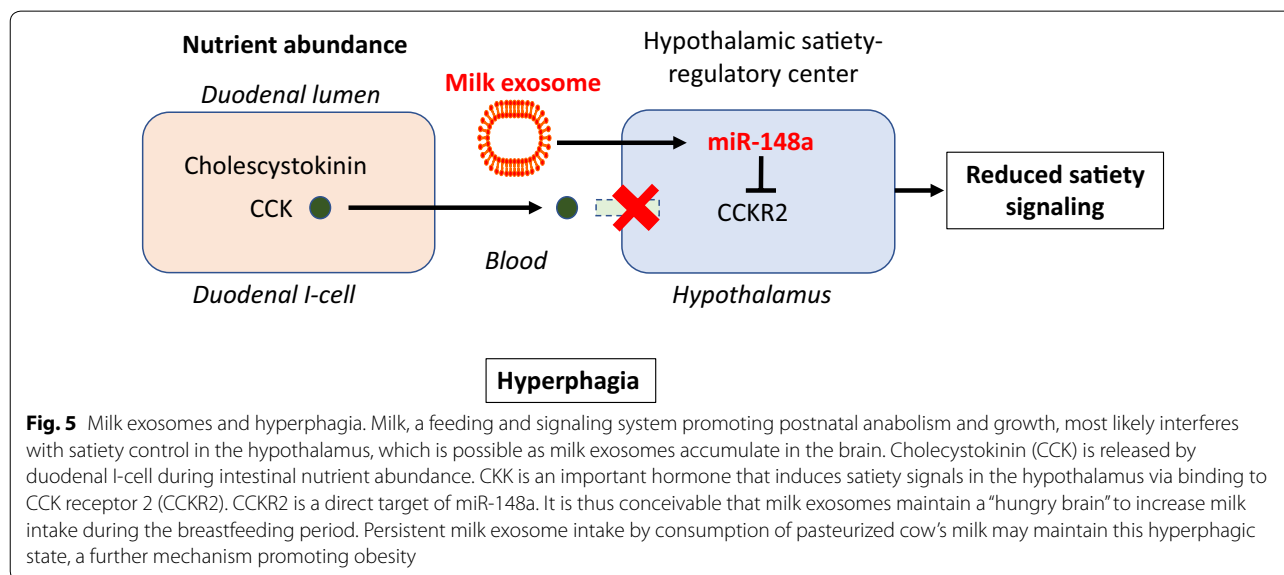 Nutrient abundance
Hypothalamic satiety-
regulatory center
Duodenal lumen
Milk exosome
Cholescystokinin
CCK
miR-148a
CCKR2
Reduced satiety
signaling
Blood
Duodenal I-cell
Hypothalamus
Hyperphagia
Fig. 5 Milk exosomes and hyperphagia. Milk, a feeding and signaling system promoting postnatal anabolism and growth, most likely interferes
with satiety control in the hypothalamus, which is possible as milk exosomes accumulate in the brain. Cholecystokinin (CCK) is released by
duodenal I-cell during intestinal nutrient abundance. CKK is an important hormone that induces satiety signals in the hypothalamus via binding to
CCK receptor 2 (CCKR2). CCKR2 is a direct target of miR-148a. It is thus conceivable that milk exosomes maintain a “hungry brain” to increase milk
intake during the breastfeeding period. Persistent milk exosome intake by consumption of pasteurized cow’s milk may maintain this hyperphagic
state, a further mechanism promoting obesity